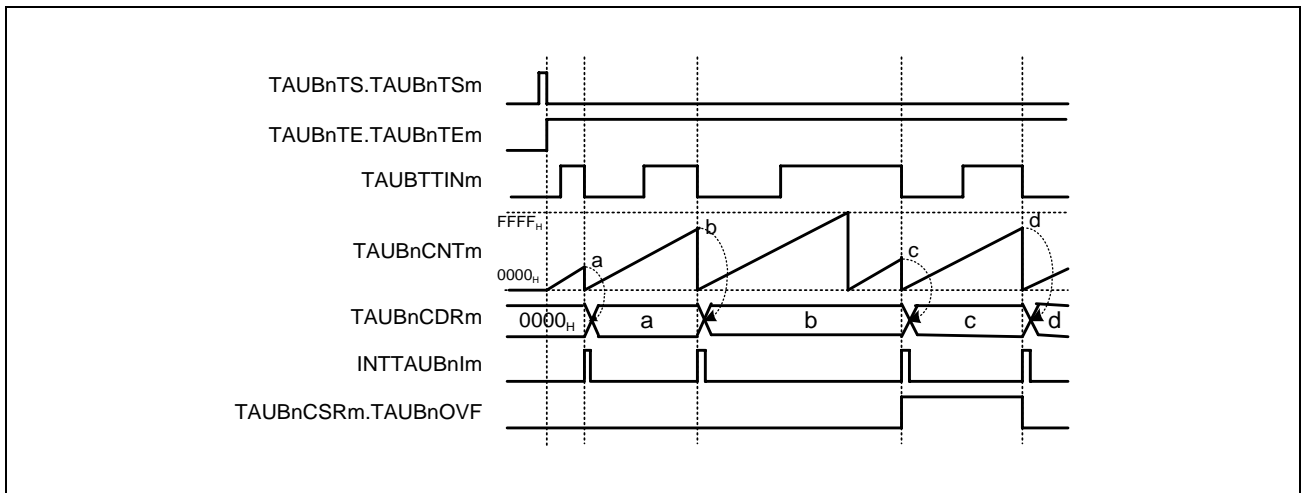 TAUBnTS.TAUBnTSm
TAUBnTE.TAUBnTEm
TAUBTTINm
FFFFH
TAUBnCNTm
0000H
a
b
c
d
TAUBnCDRm
0000H
a
b
c
d
INTTAUBnIm
TAUBnCSRm.TAUBnOVF